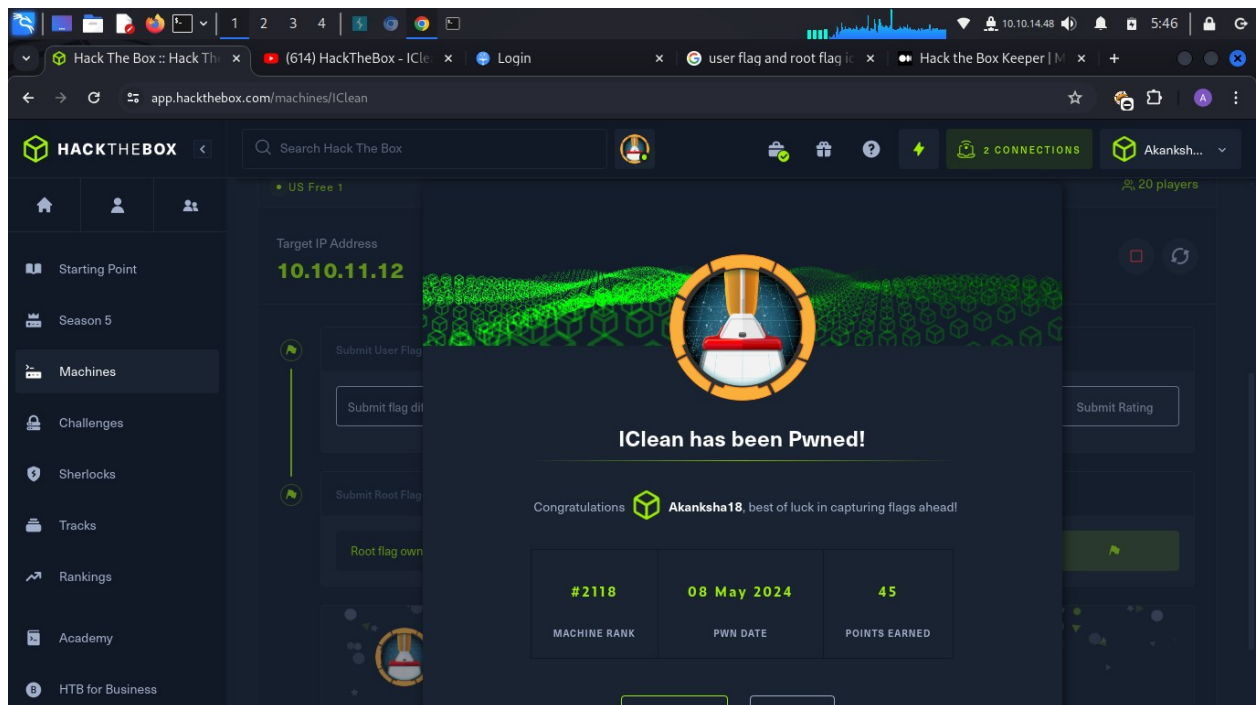 1 2 3 4 10.10.14.48 5:46
Hack The Box :: Hack The
(614) HackTheBox - ICle
Login
user flag and root flag ic
Hack the Box Keeper | M
app.hackthebox.com/machines/IClean
A
HACKTHEBOX
Search Hack The Box
2 CONNECTIONS
Akanksh...
US Free 1
20 players
Target IP Address
10.10.11.12
Starting Point
Season 5
Machines
Challenges
Sherlocks
Tracks
Rankings
Academy
HTB for Business
Submit User Flag
Submit flag dif
Submit Rating
Submit Root Flag
Root flag own
IClean has been Pwned!
Congratulations Akanksha18, best of luck in capturing flags ahead!
#2118 08 May 2024 45
MACHINE RANK PWN DATE POINTS EARNED